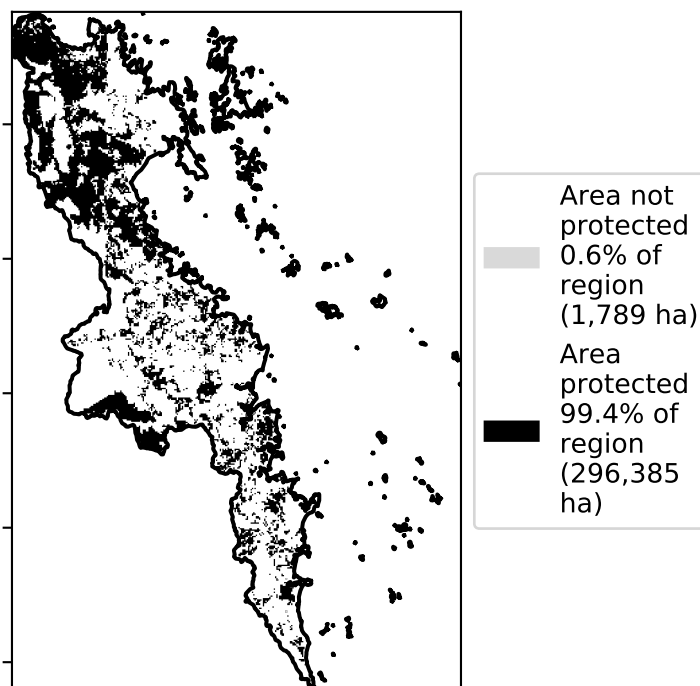 Area not
protected
0.6% of
region
(1,789 ha)
Area
protected
99.4% of
region
(296,385
ha)